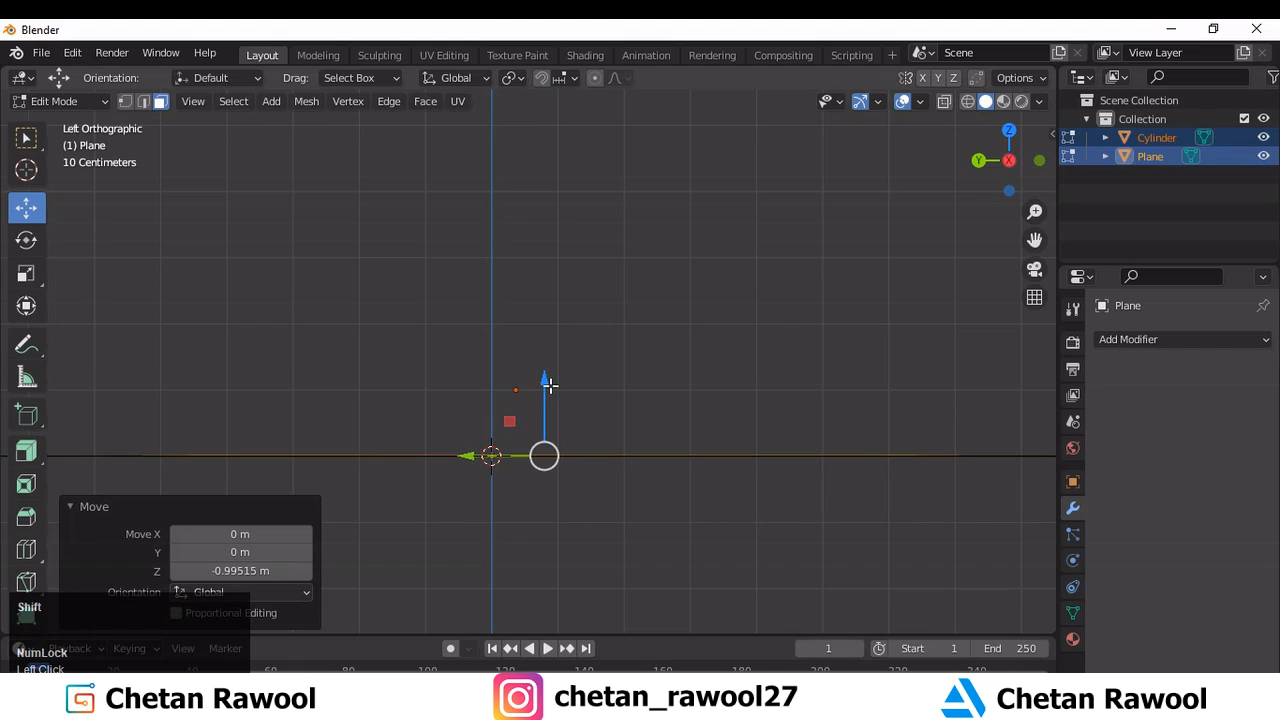 Blender
File Edit Render Window Help Layout Modeling Sculpting UV Editing Texture Paint Shading Animation Rendering Compositing Scripting + Scene View Layer
Orientation: Default Drag: Select Box Global X Y Z Options
Edit Mode View Select Add Mesh Vertex Edge Face UV
Scene Collection
Collection
Cylinder
Plane
Left Orthographic
(1) Plane
10 Centimeters
Z
Y X
Plane
Add Modifier
Move
Move X 0 m
Y 0 m
Z -0.99515 m
Orientation Global
Proportional Editing
Shift
NumLock
Left Click
Playback Keying View Marker 1 Start 1 End 250
Chetan Rawool chetan_rawool27 Chetan Rawool